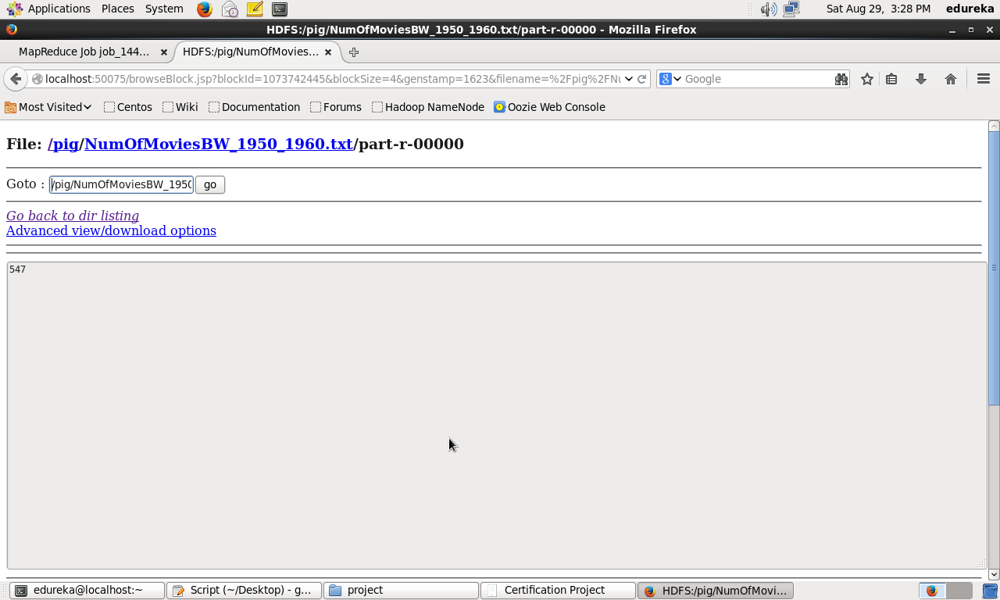 Applications Places System Sat Aug 29, 3:28 PM edureka
HDFS:/pig/NumOfMoviesBW_1950_1960.txt/part-r-00000 - Mozilla Firefox
MapReduce Job job_144... HDFS:/pig/NumOfMovies...
localhost:50075/browseBlock.jsp?blockId=1073742445&blockSize=4&genstamp=1623&filename=%2Fpig%2FNu Google
Most Visited Centos Wiki Documentation Forums Hadoop NameNode Oozie Web Console
File: /pig/NumOfMoviesBW_1950_1960.txt/part-r-00000
Goto : /pig/NumOfMoviesBW_1950 go
Go back to dir listing
Advanced view/download options
547
edureka@localhost:~ Script (~/Desktop) - g... project Certification Project HDFS:/pig/NumOfMovi...